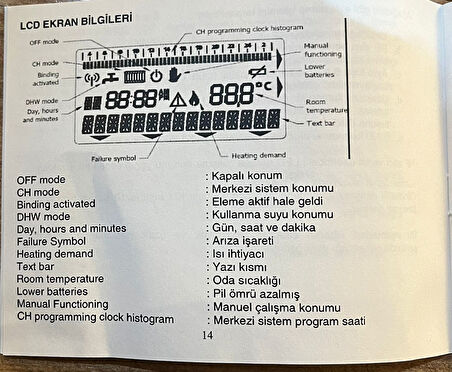 LCD EKRAN BİLGİLERİ
CH programming clock histogram
OFF mode
Manual functioning
CH mode
Lower batteries
Binding activated
88:88
88,8 °C
DHW mode
Day, hours and minutes
Room temperature
Text bar
Failure symbol
Heating demand
OFF mode : Kapalı konum
CH mode : Merkezi sistem konumu
Binding activated : Eleme aktif hale geldi
DHW mode : Kullanma suyu konumu
Day, hours and minutes : Gün, saat ve dakika
Failure Symbol : Arıza işareti
Heating demand : Isı ihtiyacı
Text bar : Yazı kısmı
Room temperature : Oda sıcaklığı
Lower batteries : Pil ömrü azalmış
Manual Functioning : Manuel çalışma konumu
CH programming clock histogram : Merkezi sistem program saati
14